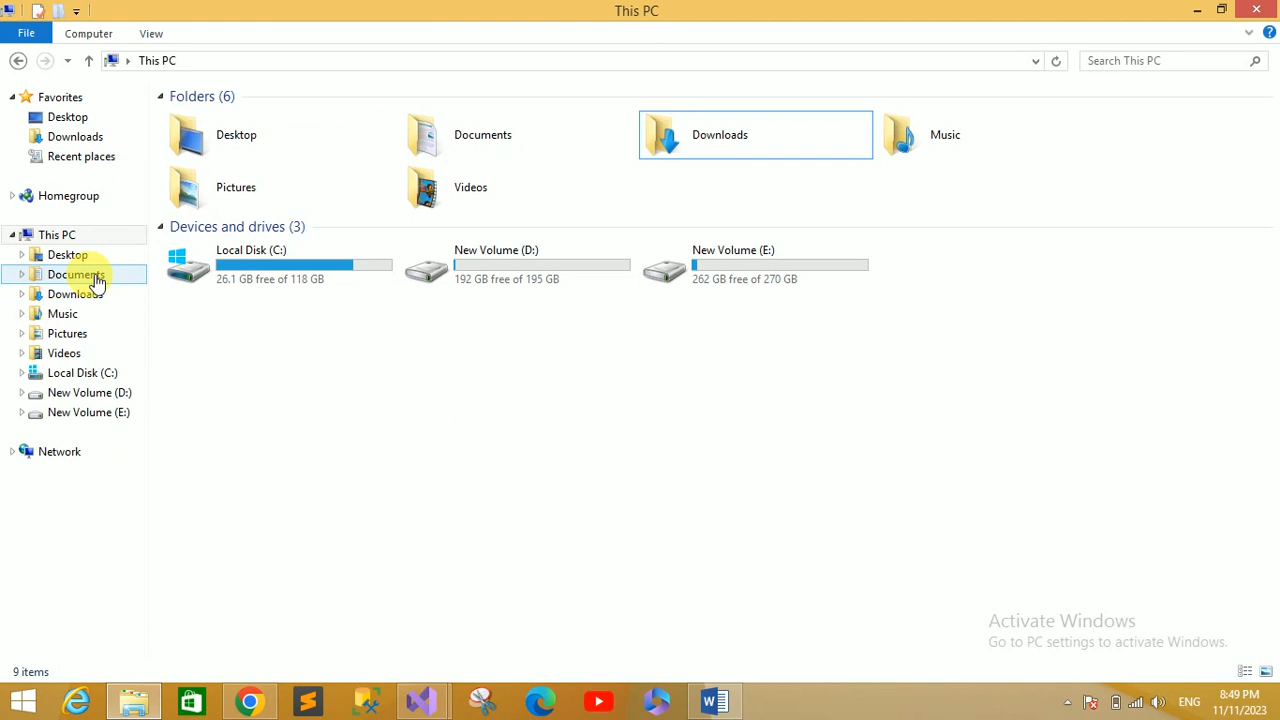 This PC
File
Computer
View
This PC
Search This PC
Favorites
Desktop
Downloads
Recent places
Homegroup
This PC
Desktop
Documents
Downloads
Music
Pictures
Videos
Local Disk (C:)
New Volume (D:)
New Volume (E:)
Network
Folders (6)
Desktop
Documents
Downloads
Music
Pictures
Videos
Devices and drives (3)
Local Disk (C:)
26.1 GB free of 118 GB
New Volume (D:)
192 GB free of 195 GB
New Volume (E:)
262 GB free of 270 GB
Activate Windows
Go to PC settings to activate Windows.
9 items
ENG
8:49 PM
11/11/2023